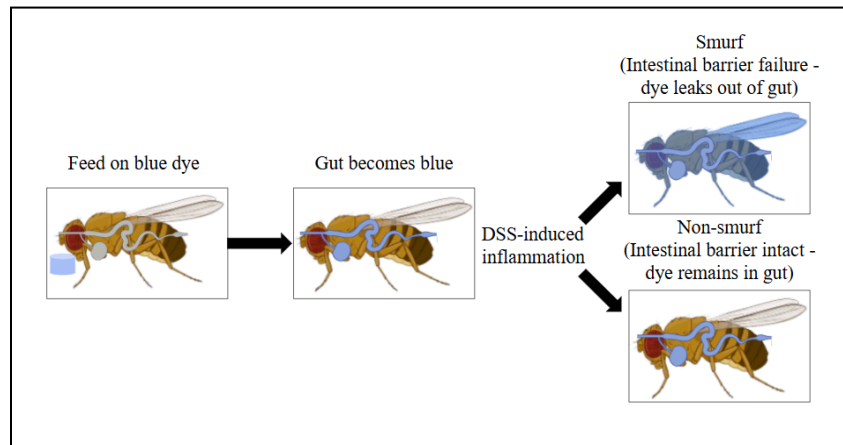 Feed on blue dye
Gut becomes blue
DSS-induced
inflammation
Smurf
(Intestinal barrier failure -
dye leaks out of gut)
Non-smurf
(Intestinal barrier intact -
dye remains in gut)